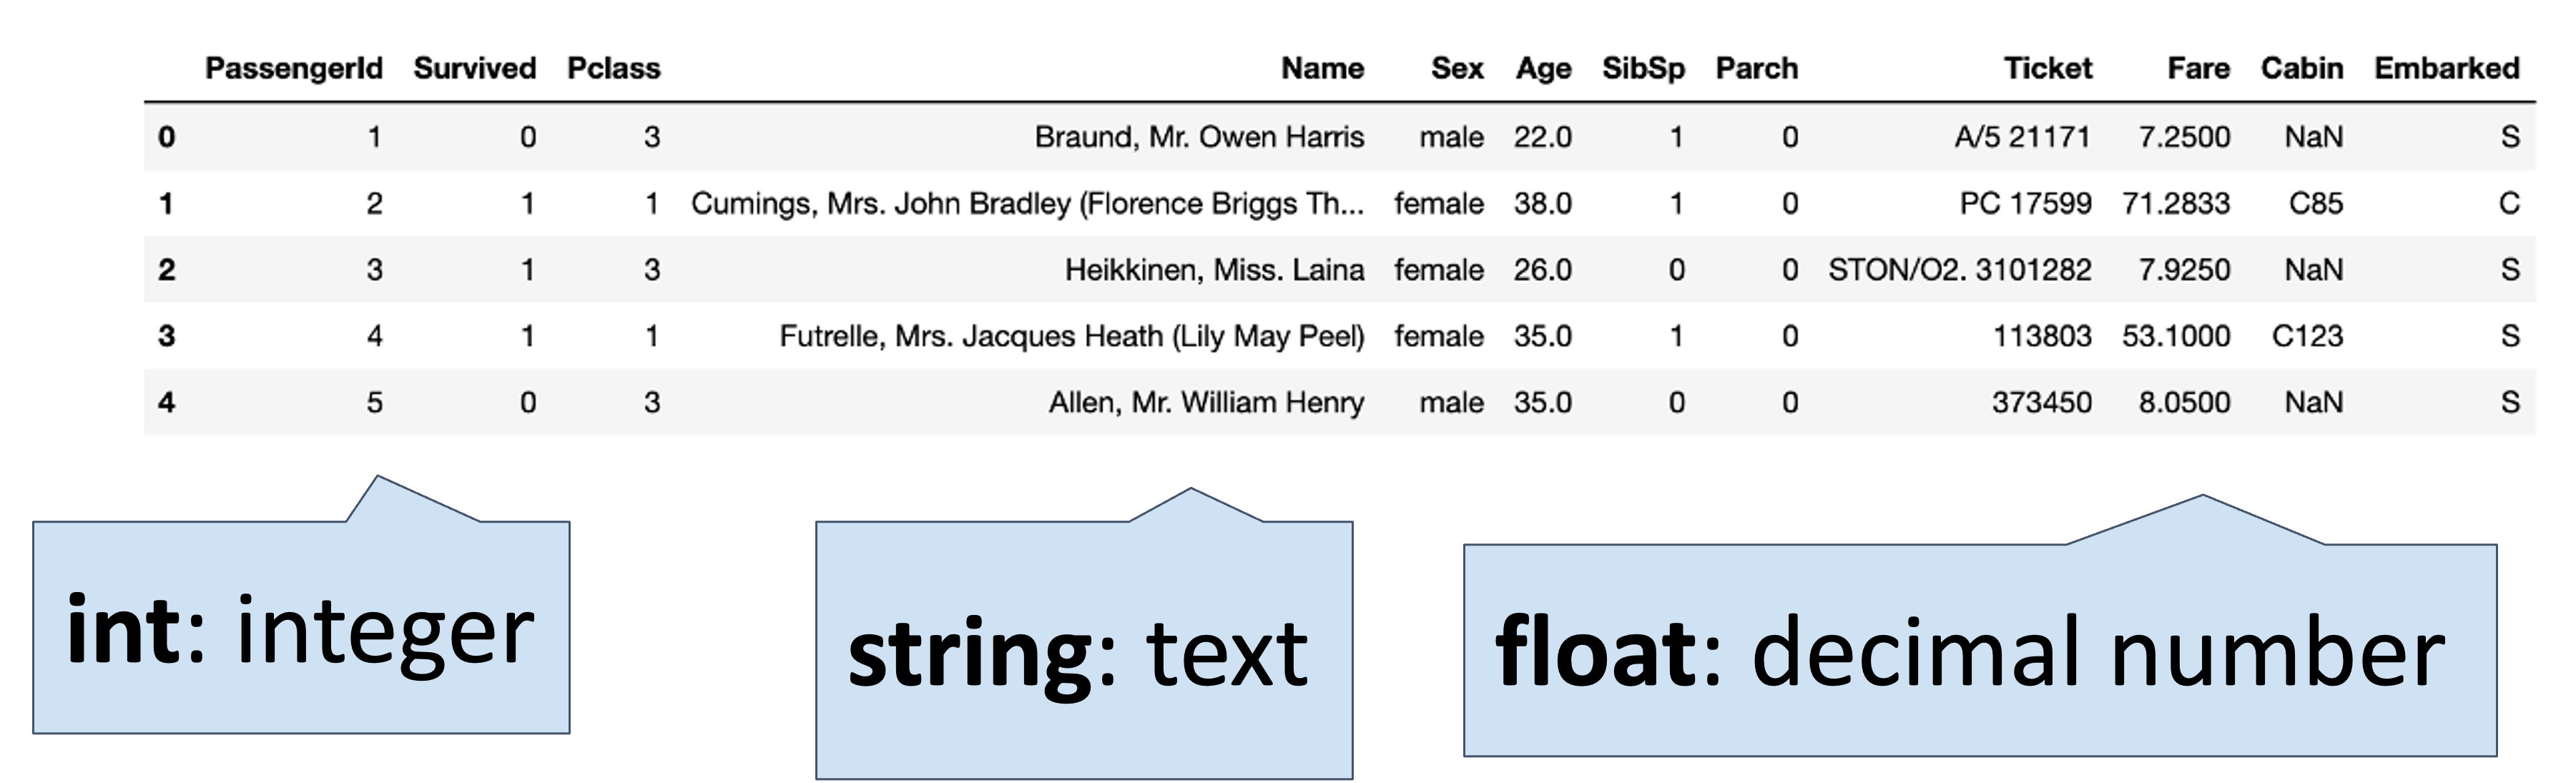 PassengerId Survived Pclass Name Sex Age SibSp Parch Ticket Fare Cabin Embarked
0 1 0 3 Braund, Mr. Owen Harris male 22.0 1 0 A/5 21171 7.2500 NaN S
1 2 1 1 Cumings, Mrs. John Bradley (Florence Briggs Th... female 38.0 1 0 PC 17599 71.2833 C85 C
2 3 1 3 Heikkinen, Miss. Laina female 26.0 0 0 STON/O2. 3101282 7.9250 NaN S
3 4 1 1 Futrelle, Mrs. Jacques Heath (Lily May Peel) female 35.0 1 0 113803 53.1000 C123 S
4 5 0 3 Allen, Mr. William Henry male 35.0 0 0 373450 8.0500 NaN S
int: integer
string: text
float: decimal number